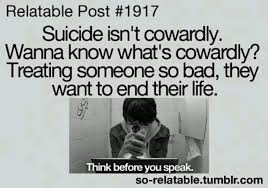 Relatable Post #1917
Suicide isn't cowardly.
Wanna know what's cowardly?
Treating someone so bad, they
want to end their life.
Think before you speak.
so-relatable.tumblr.com